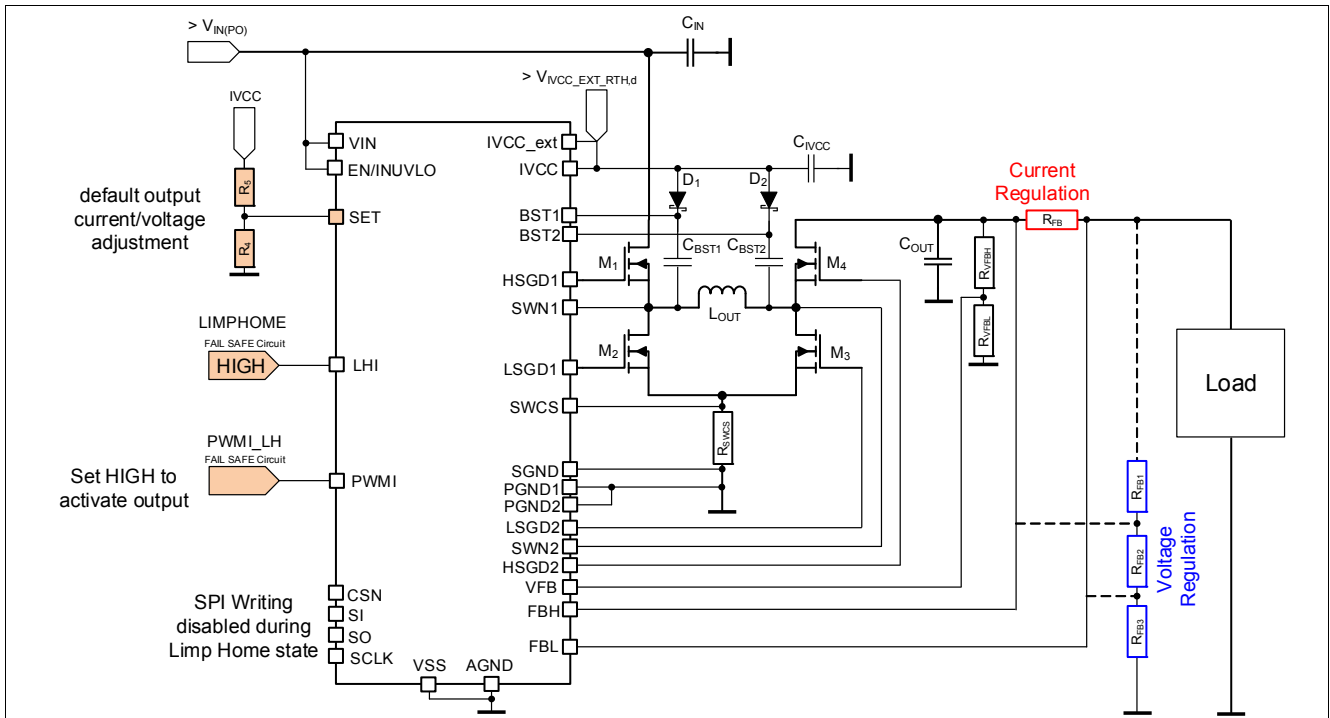 > VIN(PO)
CIN
> VIVCC_EXT_RTH,d
IVCC
VIN
EN/INUVLO
IVCC_ext
IVCC
CIVCC
R5
default output
current/voltage
adjustment
SET
R4
D1
D2
BST1
BST2
CBST1
CBST2
Current
Regulation
RFB
COUT
RVFBH
RVFBL
M1
M4
HSGD1
SWN1
LOUT
LIMPHOME
FAIL SAFE Circuit
HIGH
LHI
M2
M3
LSGD1
Load
SWCS
RSWCS
PWMI_LH
FAIL SAFE Circuit
Set HIGH to
activate output
PWMI
SGND
PGND1
PGND2
LSGD2
SWN2
HSGD2
VFB
FBH
FBL
RFB1
RFB2
RFB3
Voltage
Regulation
SPI Writing
disabled during
Limp Home state
CSN
SI
SO
SCLK
VSS
AGND